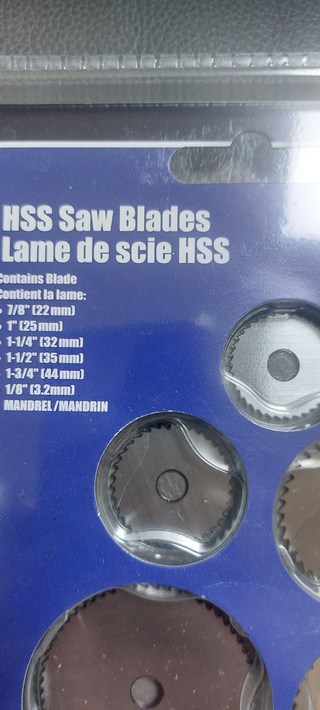 HSS Saw Blades
Lame de scie HSS
Contains Blade
Contient la lame:
• 7/8" (22mm)
• 1" (25mm)
• 1-1/4" (32mm)
• 1-1/2" (35mm)
1-3/4" (44mm)
1/8" (3.2mm)
MANDREL/MANDRIN